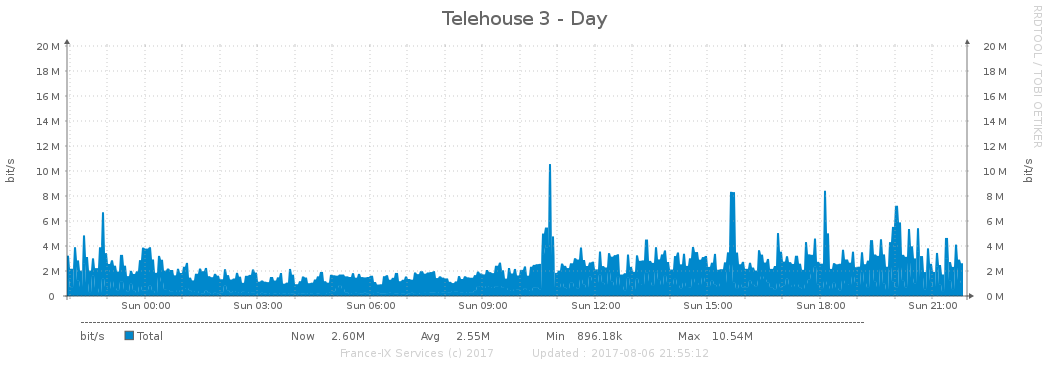 Telehouse 3 - Day
RRDTOOL / TOBI OETIKER
bit/s
20 M 20 M
18 M 18 M
16 M 16 M
14 M 14 M
12 M 12 M
10 M 10 M
8 M 8 M
6 M 6 M
4 M 4 M
2 M 2 M
0 0 M
bit/s
Sun 00:00 Sun 03:00 Sun 06:00 Sun 09:00 Sun 12:00 Sun 15:00 Sun 18:00 Sun 21:00
bit/s Total Now 2.60M Avg 2.55M Min 896.18k Max 10.54M
France-IX Services (c) 2017 Updated : 2017-08-06 21:55:12